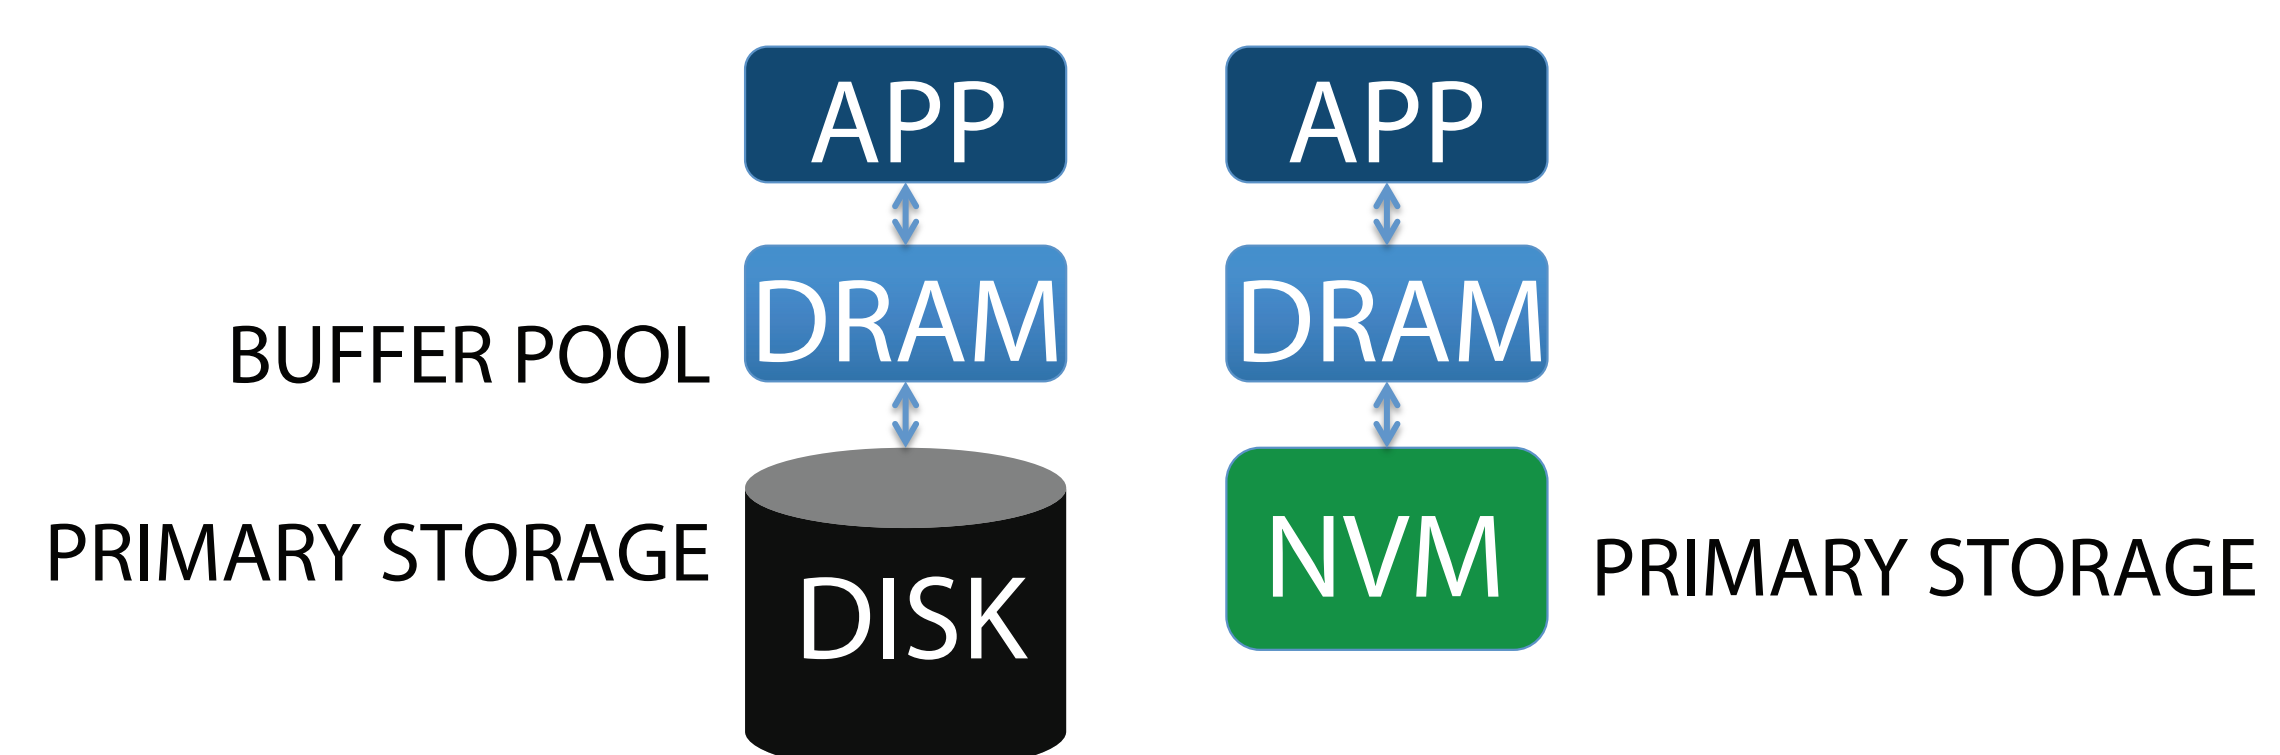 APP
APP
BUFFER POOL
DRAM
DRAM
PRIMARY STORAGE
DISK
NVM
PRIMARY STORAGE